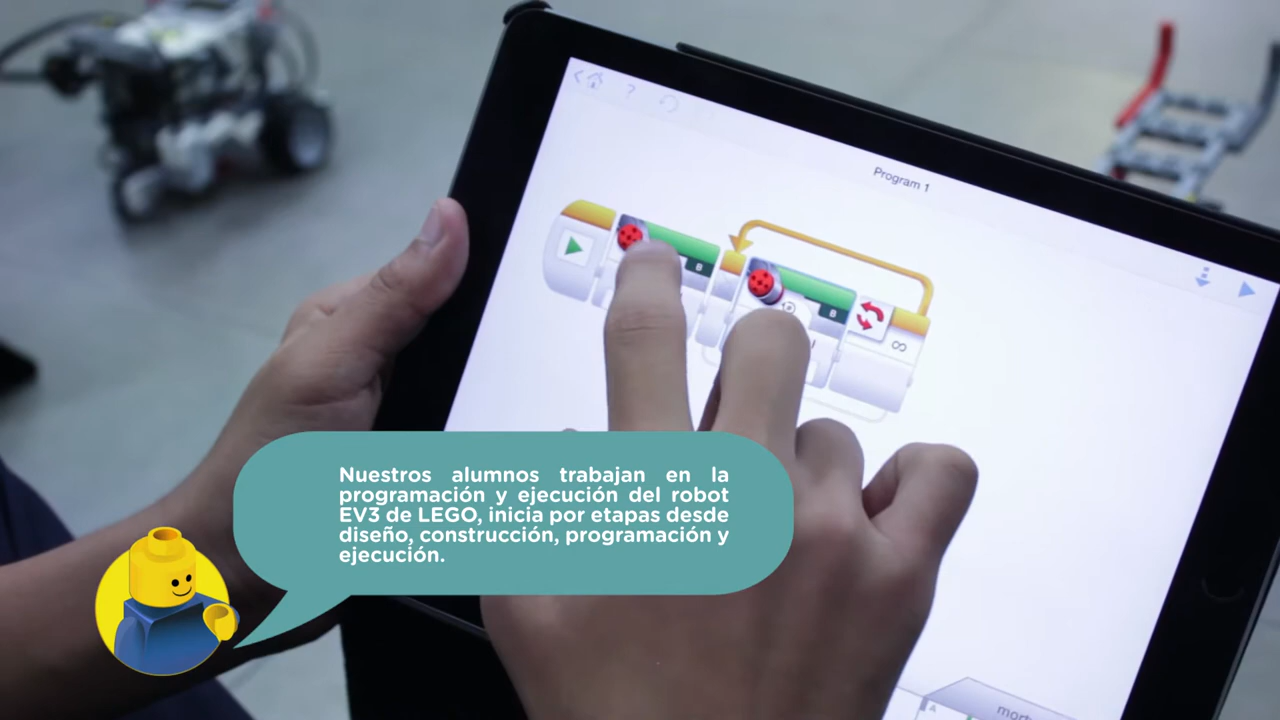 Program 1
B
B
Nuestros alumnos trabajan en la
programación y ejecución del robot
EV3 de LEGO, inicia por etapas desde
diseño, construcción, programación y
ejecución.
A